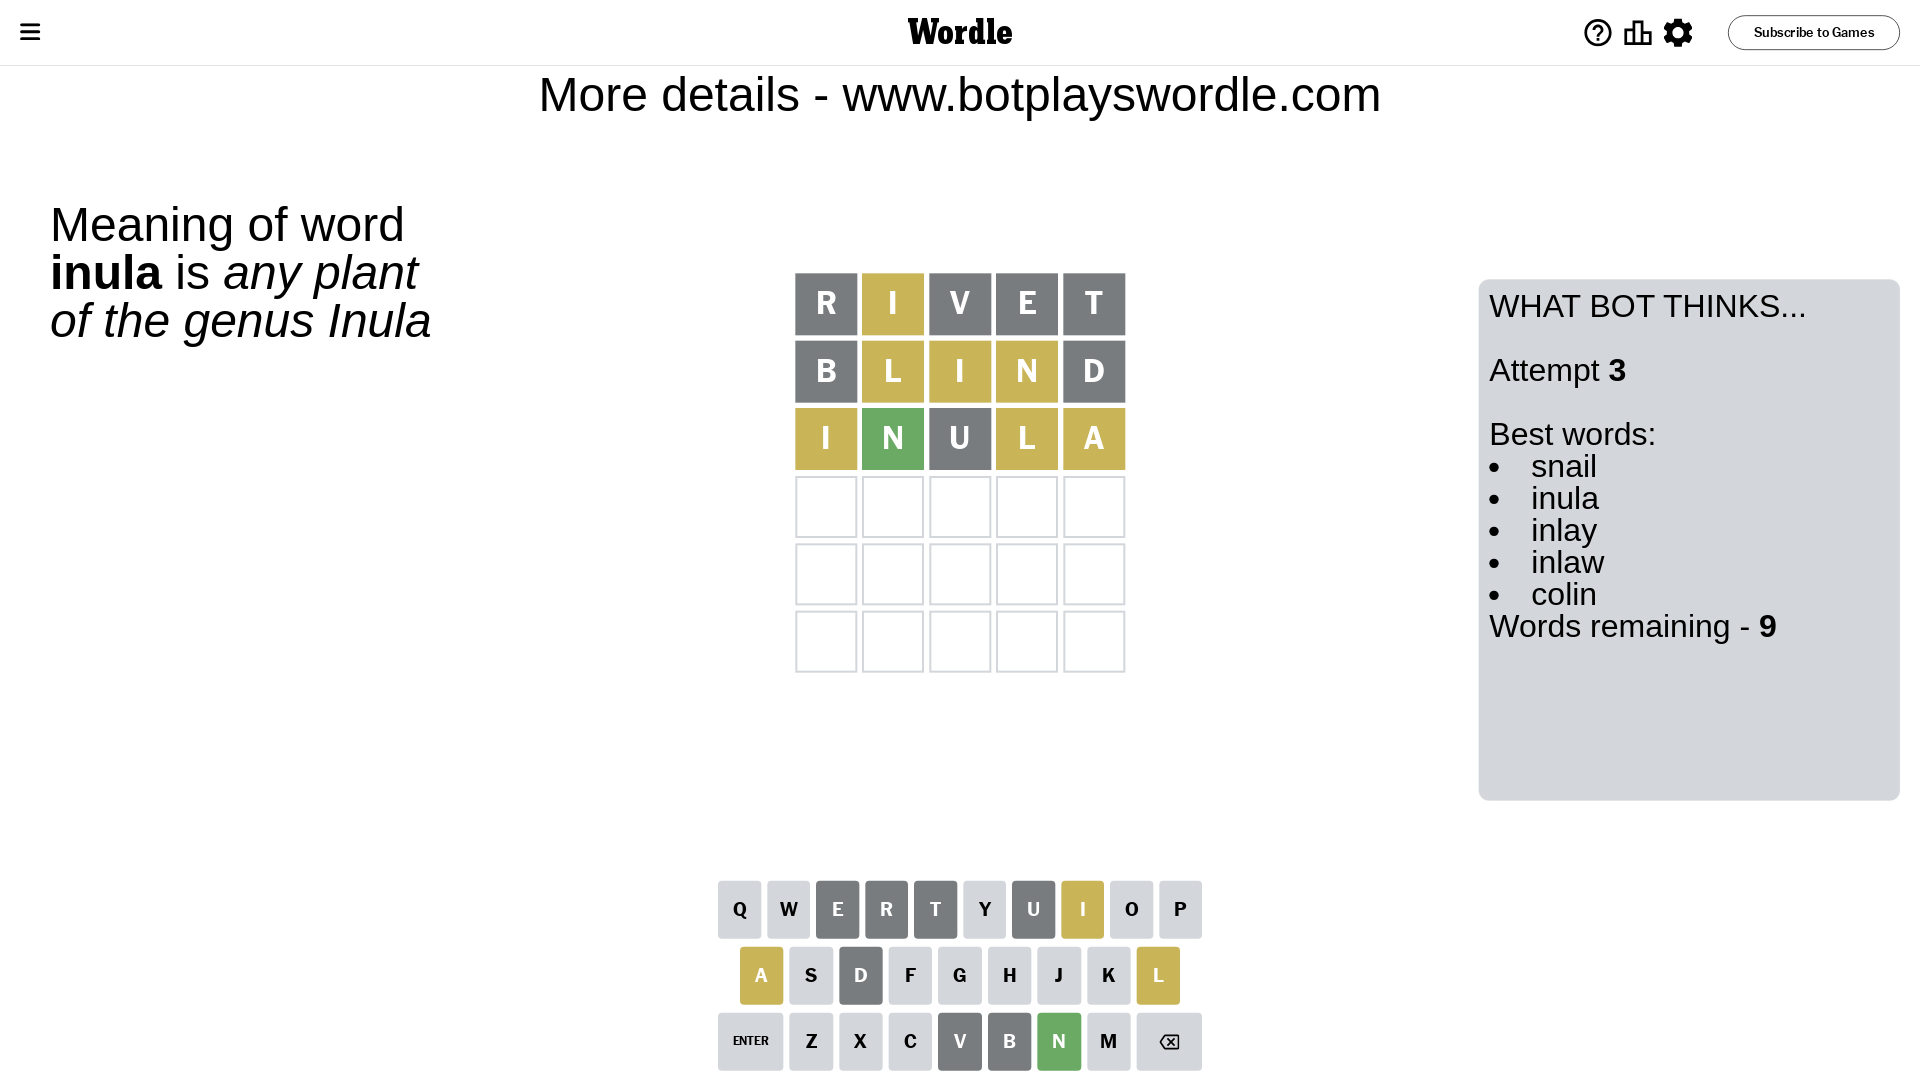 Wordle
Subscribe to Games
More details - www.botplayswordle.com
Meaning of word
inula is any plant
of the genus Inula
R I V E T
B L I N D
I N U L A
WHAT BOT THINKS...
Attempt 3
Best words:
• snail
• inula
• inlay
• inlaw
• colin
Words remaining - 9
Q W E R T Y U I O P
A S D F G H J K L
ENTER Z X C V B N M